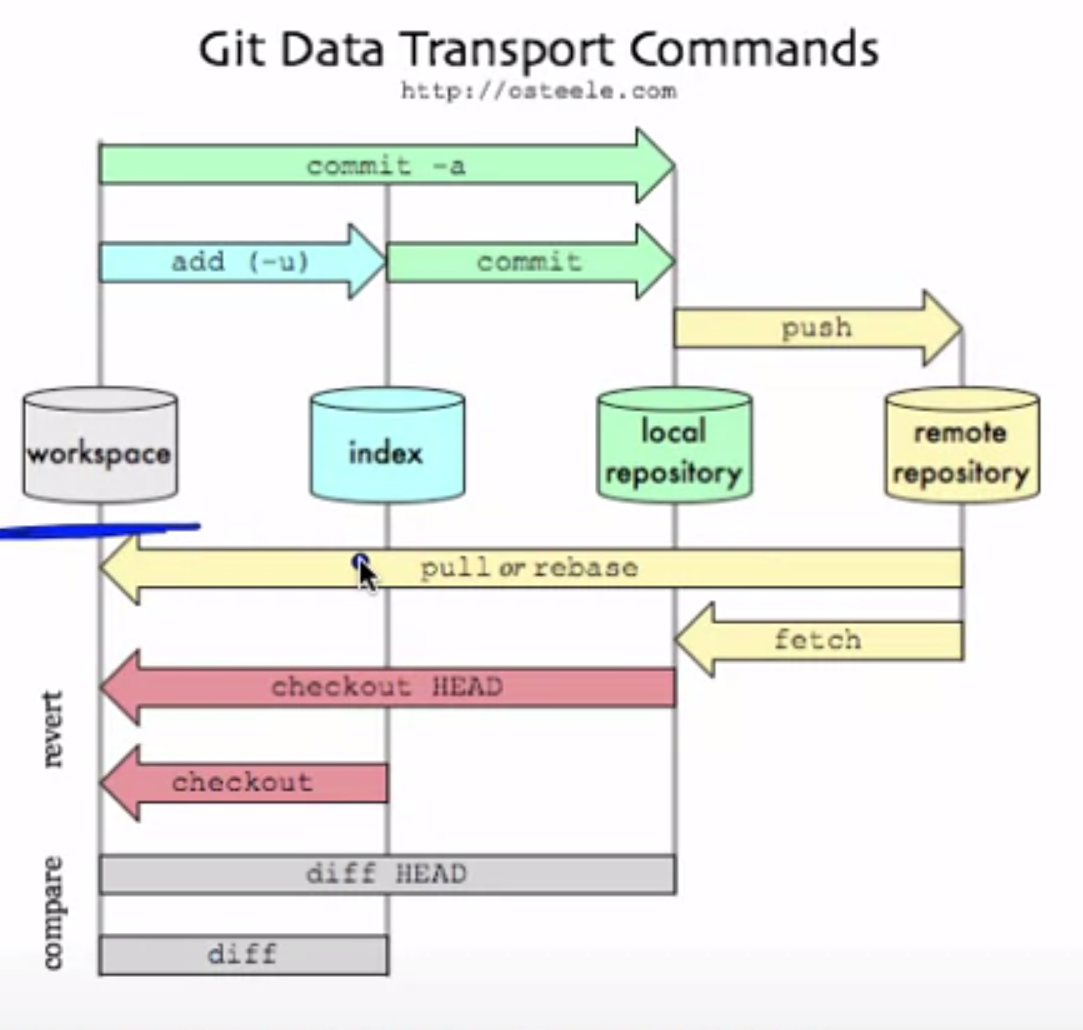 Git Data Transport Commands
http://osteele.com
commit -a
add (-u)
commit
push
workspace
index
local
repository
remote
repository
pull or rebase
fetch
revert
checkout HEAD
checkout
compare
diff HEAD
diff